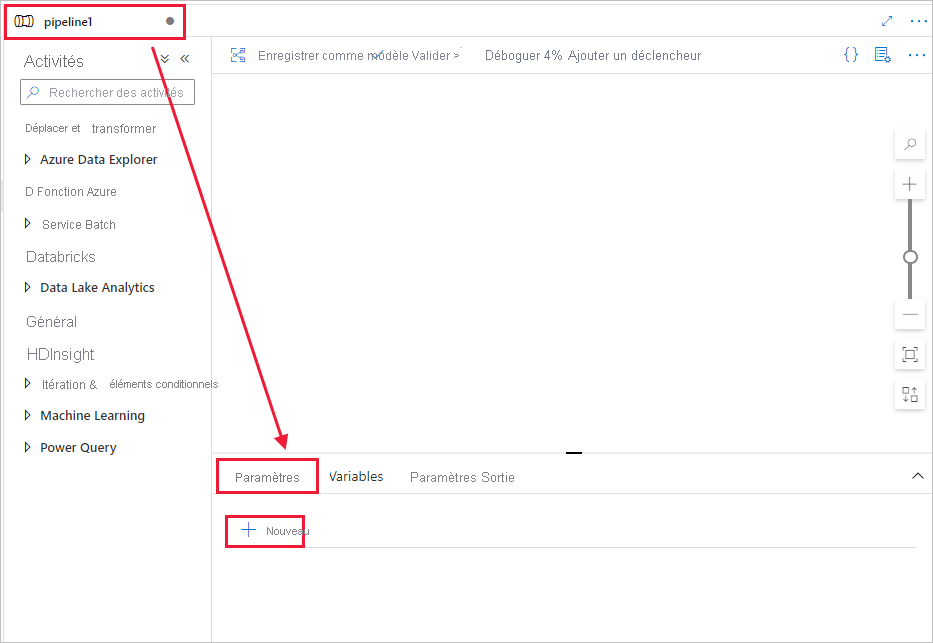 pipeline1
Activités
Enregistrer comme modèle Valider >
Déboguer 4% Ajouter un déclencheur
{}
Rechercher des activités
Déplacer et transformer
Azure Data Explorer
D Fonction Azure
Service Batch
Databricks
Data Lake Analytics
Général
HDInsight
Itération & éléments conditionnels
Machine Learning
Power Query
Paramètres
Variables
Paramètres Sortie
Nouveau